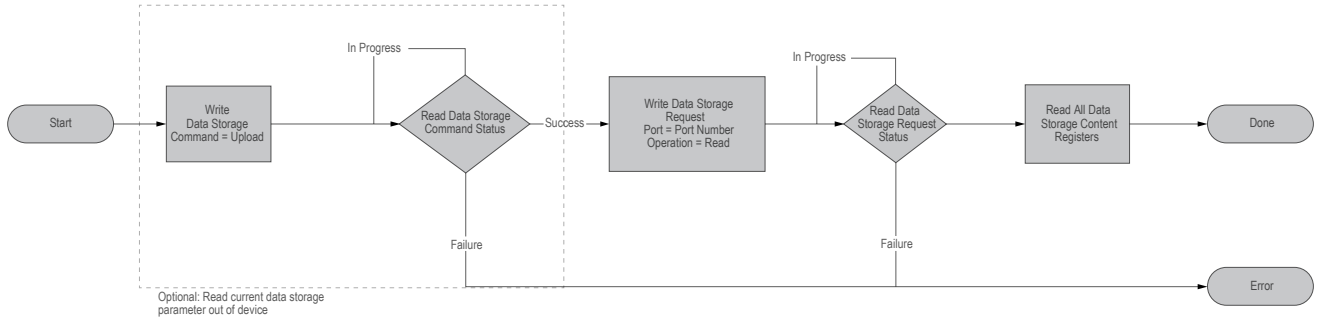 Start
Write
Data Storage
Command = Upload
In Progress
Read Data Storage
Command Status
Success
Failure
Optional: Read current data storage
parameter out of device
Write Data Storage
Request
Port = Port Number
Operation = Read
In Progress
Read Data
Storage Request
Status
Failure
Read All Data
Storage Content
Registers
Done
Error